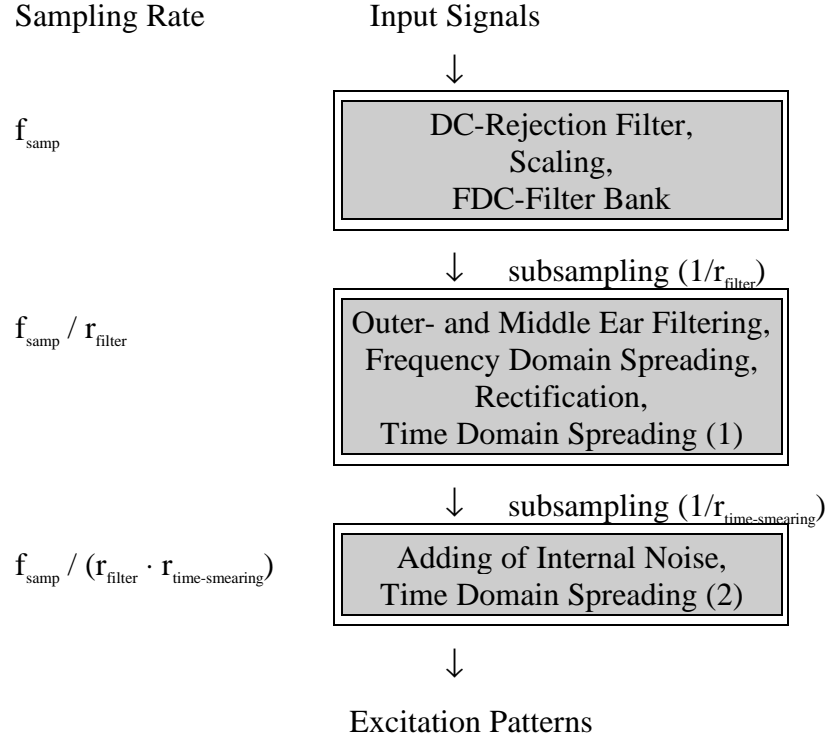 Sampling Rate Input Signals
↓
f_samp
DC-Rejection Filter,
Scaling,
FDC-Filter Bank
↓ subsampling (1/r_filter)
f_samp / r_filter
Outer- and Middle Ear Filtering,
Frequency Domain Spreading,
Rectification,
Time Domain Spreading (1)
↓ subsampling (1/r_time-smearing)
f_samp / (r_filter · r_time-smearing)
Adding of Internal Noise,
Time Domain Spreading (2)
↓
Excitation Patterns